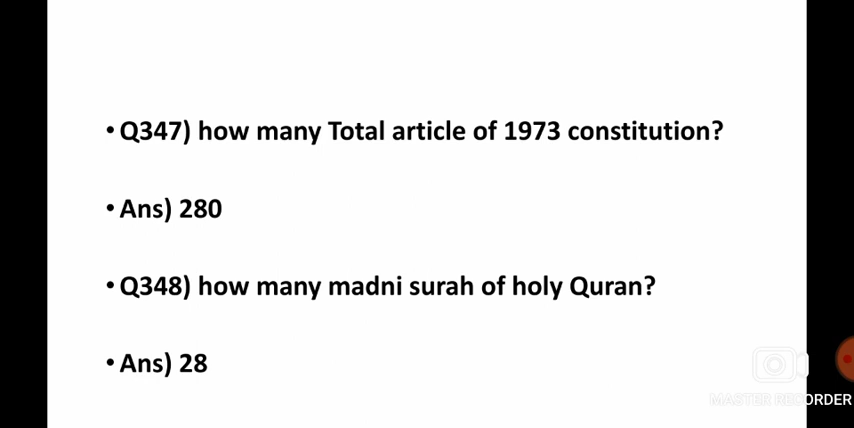 • Q347) how many Total article of 1973 constitution?
• Ans) 280
• Q348) how many madni surah of holy Quran?
• Ans) 28
MASTER RECORDER